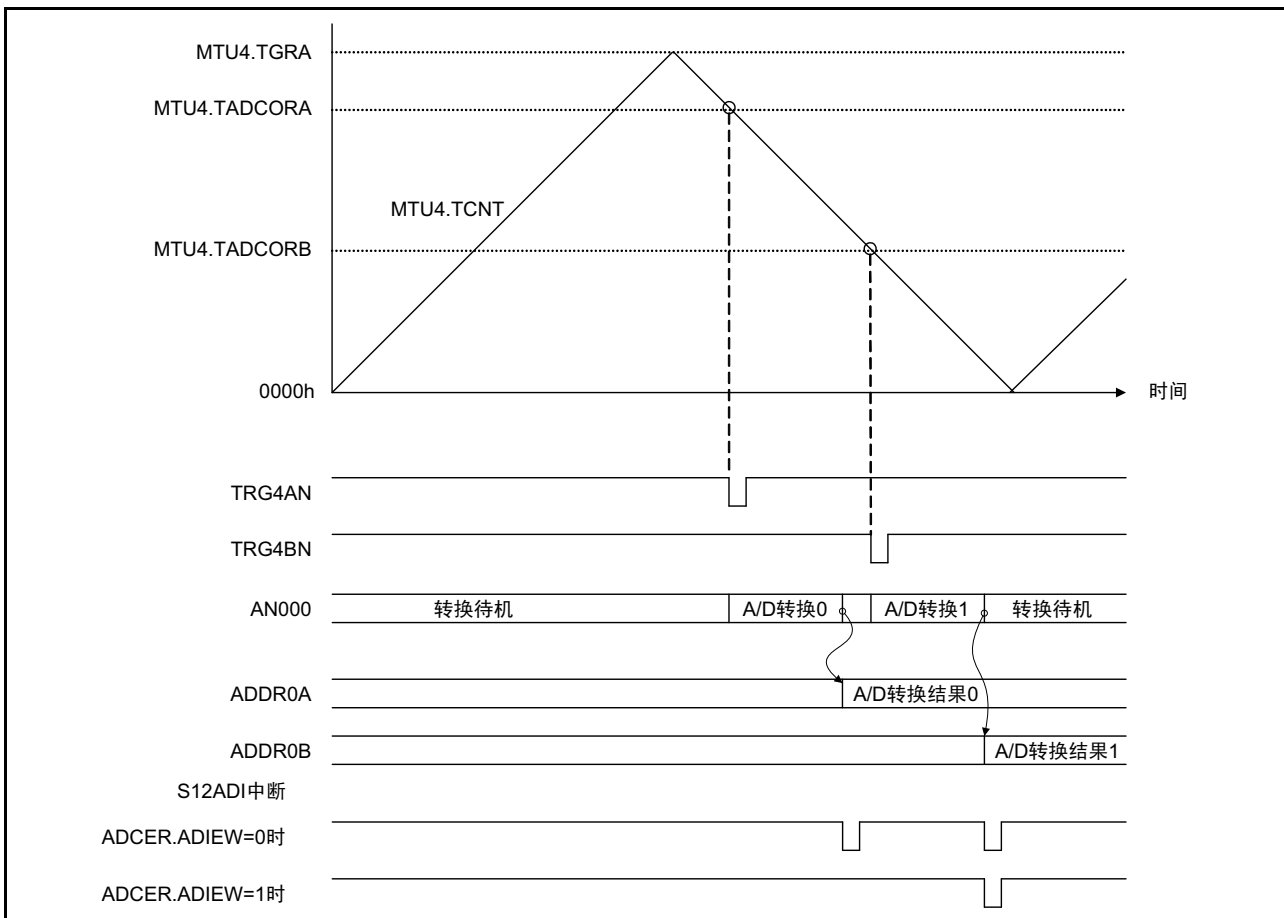 MTU4.TGRA
MTU4.TADCORA
MTU4.TCNT
MTU4.TADCORB
0000h
时间
TRG4AN
TRG4BN
AN000 转换待机 A/D转换0 A/D转换1 转换待机
ADDR0A A/D转换结果0
ADDR0B A/D转换结果1
S12ADI中断
ADCER.ADIEW=0时
ADCER.ADIEW=1时